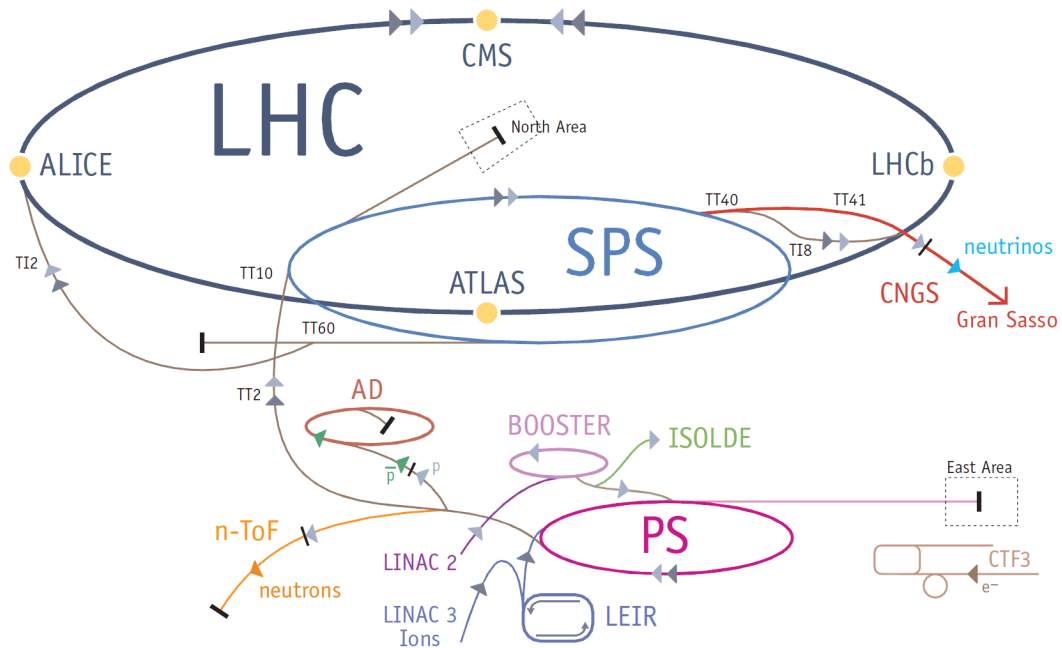 CMS
LHC
North Area
ALICE
LHCb
TT40
TT41
SPS
TI8
neutrinos
TI2
TT10
ATLAS
CNGS
Gran Sasso
TT60
AD
TT2
BOOSTER
ISOLDE
p̅
p
East Area
n-ToF
PS
LINAC 2
CTF3
neutrons
e⁻
LINAC 3
Ions
LEIR